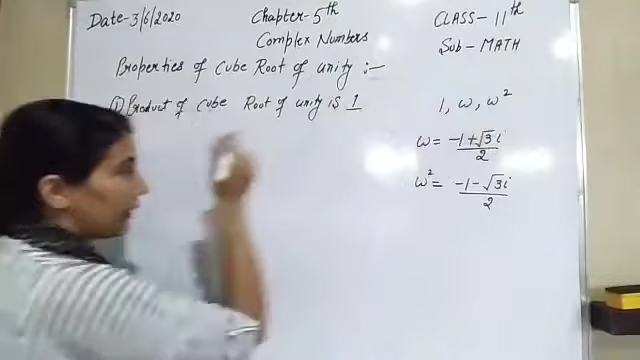 Date-3/6/2020
Chapter-5th
CLASS-11th
Complex Numbers
Sub-MATH
Properties of Cube Root of unity :-
(1) Product of Cube Root of unity is 1
1, ω, ω²
ω = -1+√3i / 2
ω² = -1-√3i / 2